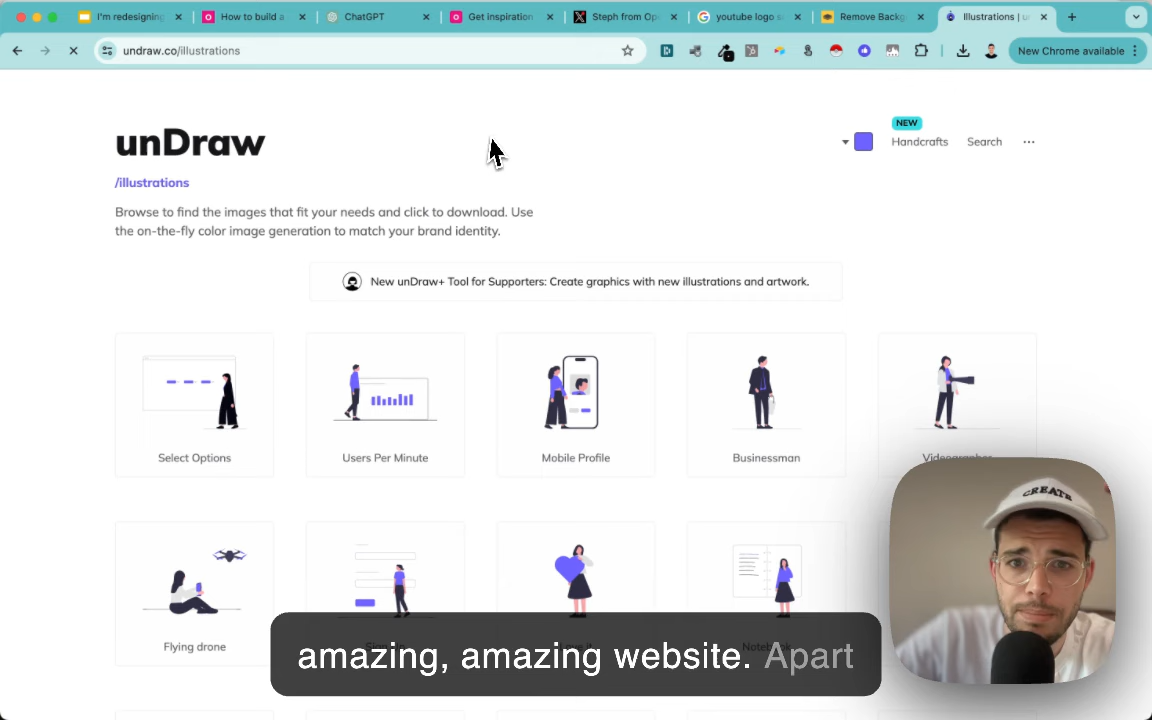 I'm redesigning
How to build a
ChatGPT
Get inspiration
Steph from Op
youtube logo s
Remove Backg
Illustrations | u
undraw.co/illustrations
New Chrome available
unDraw
NEW
Handcrafts
Search
/illustrations
Browse to find the images that fit your needs and click to download. Use
the on-the-fly color image generation to match your brand identity.
New unDraw+ Tool for Supporters: Create graphics with new illustrations and artwork.
Select Options
Users Per Minute
Mobile Profile
Businessman
Videographer
Flying drone
Notebook
CREATE
amazing, amazing website. Apart